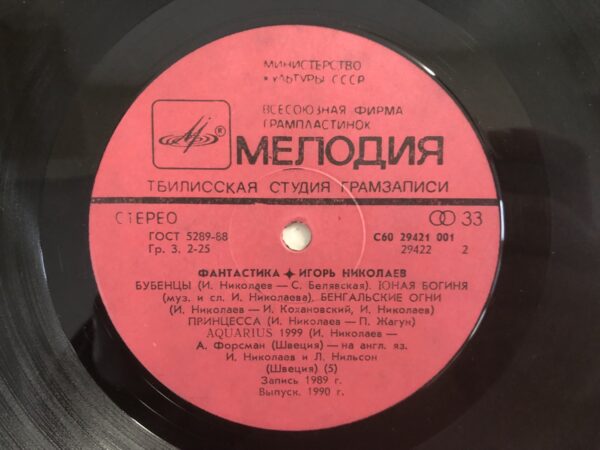 МИНИСТЕРСТВО
КУЛЬТУРЫ СССР
ВСЕСОЮЗНАЯ ФИРМА
ГРАМПЛАСТИНОК
®
МЕЛОДИЯ
ТБИЛИССКАЯ СТУДИЯ ГРАМЗАПИСИ
СТЕРЕО 33
ГОСТ 5289-88 С60 29421 001
Гр. 3. 2-25 29422 2
ФАНТАСТИКА ✦ ИГОРЬ НИКОЛАЕВ
БУБЕНЦЫ (И. Николаев — С. Белявская). ЮНАЯ БОГИНЯ
(муз. и сл. И. Николаева), БЕНГАЛЬСКИЕ ОГНИ
(И. Николаев — И. Кохановский, И. Николаев)
ПРИНЦЕССА (И. Николаев — П. Жагун)
AQUARIUS 1999 (И. Николаев —
А. Форсман (Швеция) — на англ. яз.
И. Николаев и Л. Нильсон
(Швеция) (5)
Запись 1989 г.
Выпуск. 1990 г.